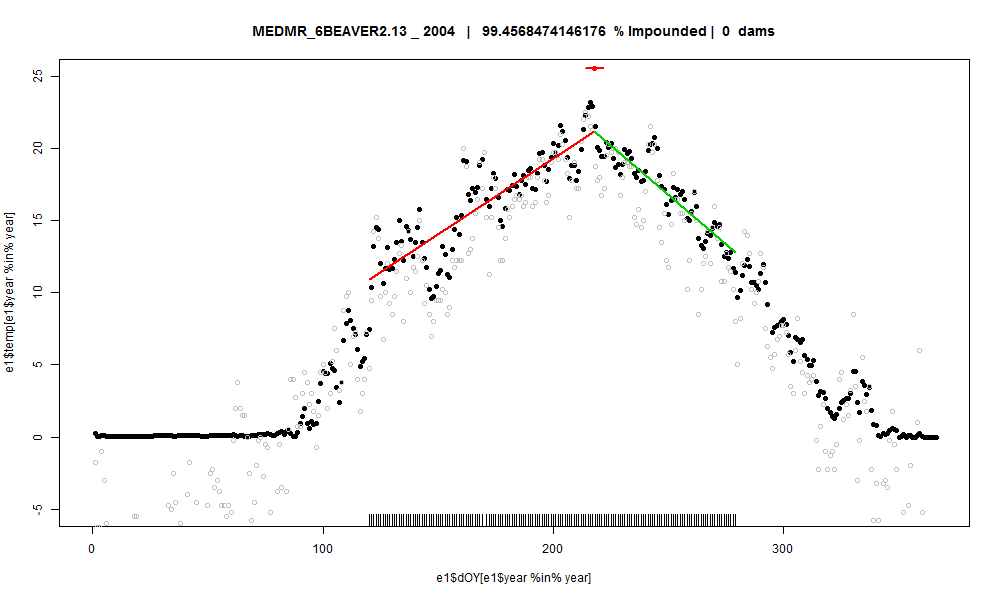 MEDMR_6BEAVER2.13 _ 2004 | 99.4568474146176 % Impounded | 0 dams
e1$temp[e1$year %in% year]
25
20
15
10
5
0
-5
0 100 200 300
e1$dOY[e1$year %in% year]